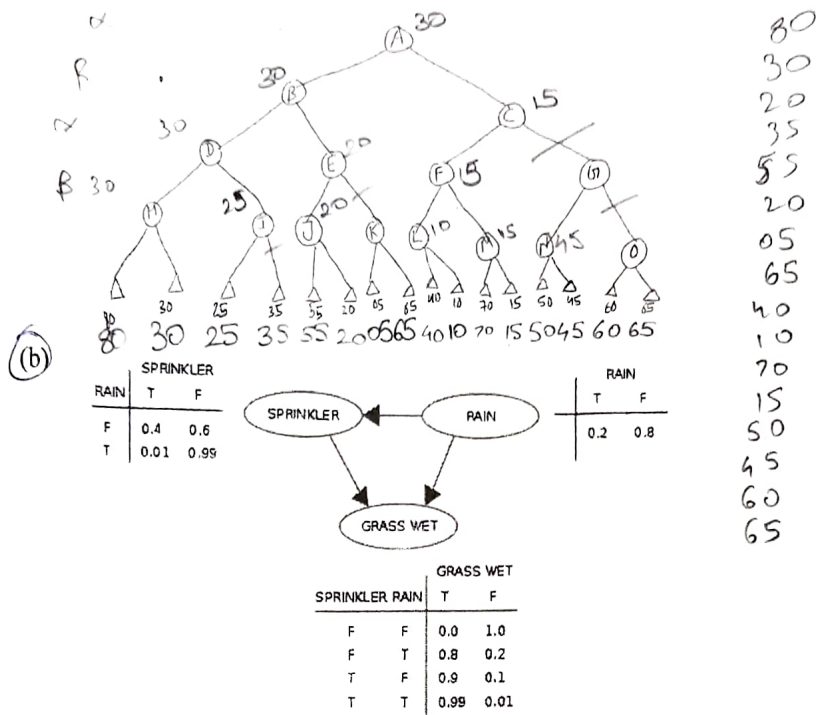 α
A 30
R .
30 B
C 15
α 30 D
E 20
F 15
G
β 30
H
25 I
J 20
K
L 10
M 15
N 45
O
30 30 25 35 55 20 05 65 40 10 70 15 50 45 60 65
80 30 25 35 55 20 05 65 40 10 70 15 50 45 60 65
80
30
20
35
55
20
05
65
40
10
70
15
50
45
60
65
(b)
SPRINKLER
RAIN T F
F 0.4 0.6
T 0.01 0.99
SPRINKLER
RAIN
GRASS WET
RAIN
T F
0.2 0.8
GRASS WET
SPRINKLER RAIN T F
F F 0.0 1.0
F T 0.8 0.2
T F 0.9 0.1
T T 0.99 0.01